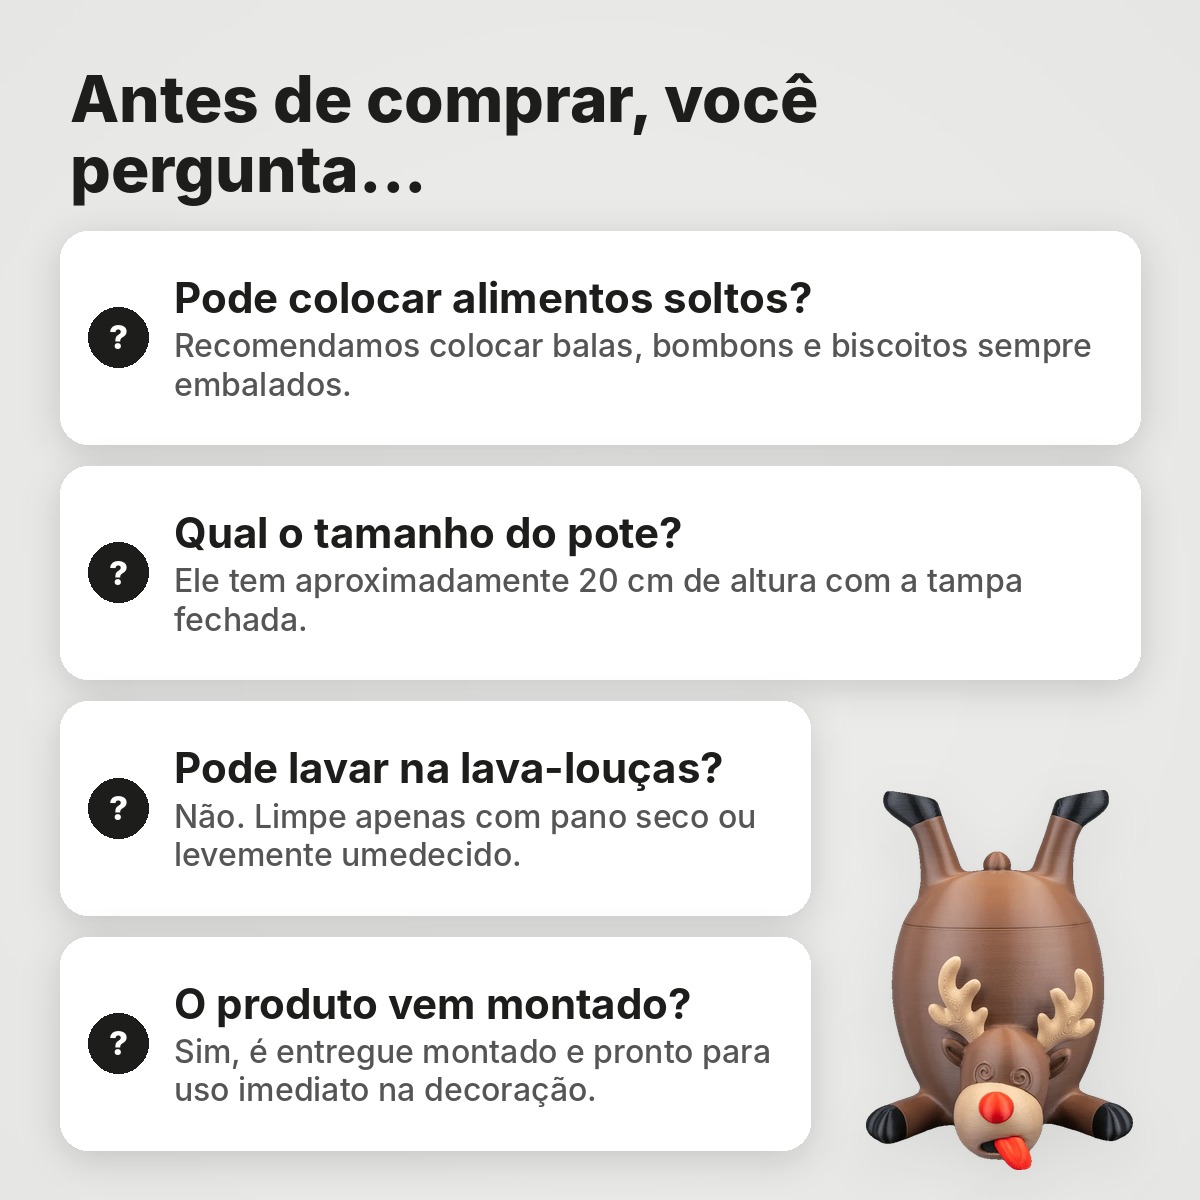 Antes de comprar, você
pergunta...
?
Pode colocar alimentos soltos?
Recomendamos colocar balas, bombons e biscoitos sempre
embalados.
?
Qual o tamanho do pote?
Ele tem aproximadamente 20 cm de altura com a tampa
fechada.
?
Pode lavar na lava-louças?
Não. Limpe apenas com pano seco ou
levemente umedecido.
?
O produto vem montado?
Sim, é entregue montado e pronto para
uso imediato na decoração.